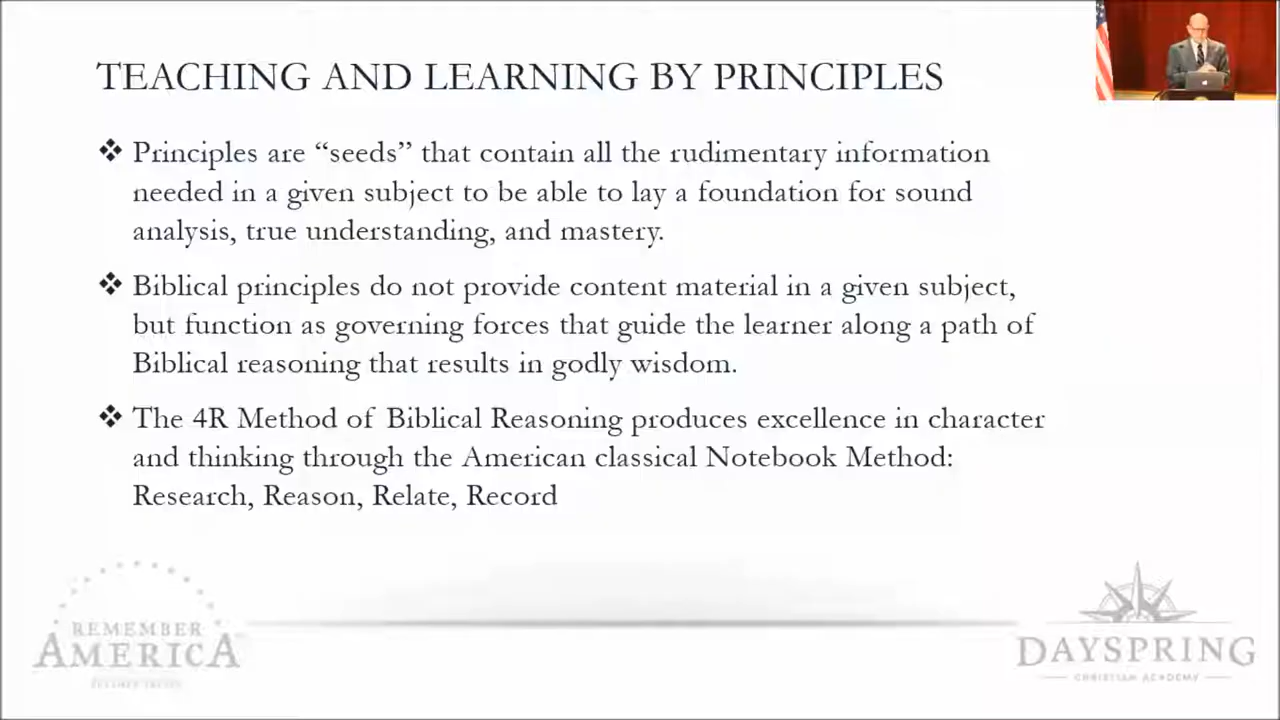 TEACHING AND LEARNING BY PRINCIPLES
❖ Principles are “seeds” that contain all the rudimentary information
needed in a given subject to be able to lay a foundation for sound
analysis, true understanding, and mastery.
❖ Biblical principles do not provide content material in a given subject,
but function as governing forces that guide the learner along a path of
Biblical reasoning that results in godly wisdom.
❖ The 4R Method of Biblical Reasoning produces excellence in character
and thinking through the American classical Notebook Method:
Research, Reason, Relate, Record
REMEMBER
AMERICA
DAYSPRING
CHRISTIAN ACADEMY